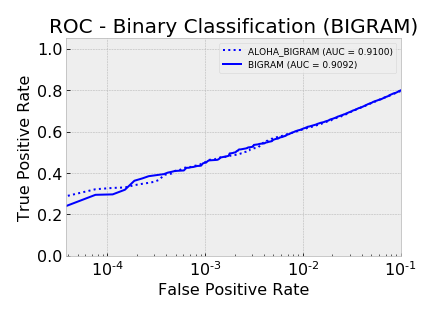 ROC - Binary Classification (BIGRAM)
ALOHA_BIGRAM (AUC = 0.9100)
BIGRAM (AUC = 0.9092)
True Positive Rate
1.0
0.8
0.6
0.4
0.2
0.0
10⁻⁴ 10⁻³ 10⁻² 10⁻¹
False Positive Rate